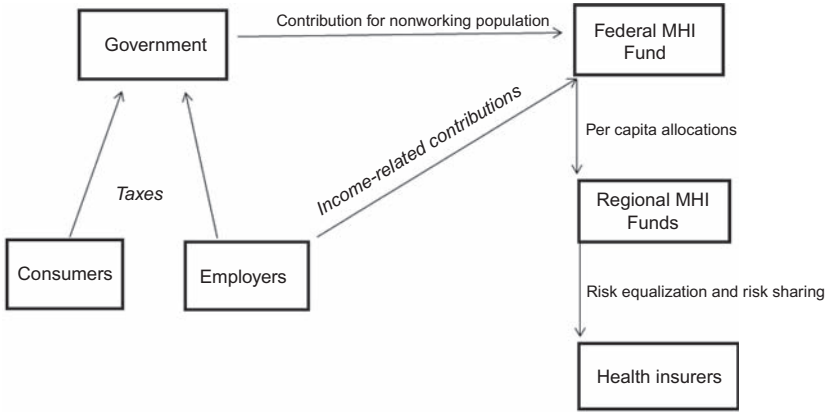 Contribution for nonworking population
Government
Federal MHI
Fund
Income-related contributions
Per capita allocations
Taxes
Regional MHI
Funds
Consumers
Employers
Risk equalization and risk sharing
Health insurers